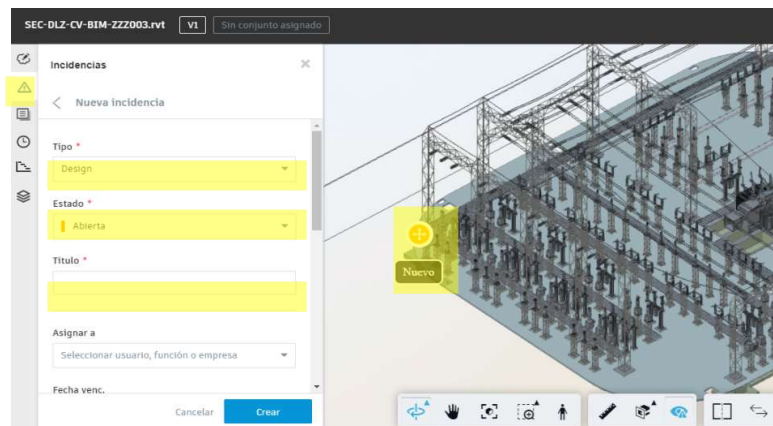 SEC-DLZ-CV-BIM-ZZZ003.rvt V1 Sin conjunto asignado
Incidencias
Nueva incidencia
Tipo *
Design
Estado *
Abierta
Titulo *
Nuevo
Asignar a
Seleccionar usuario, función o empresa
Fecha venc.
Cancelar Crear